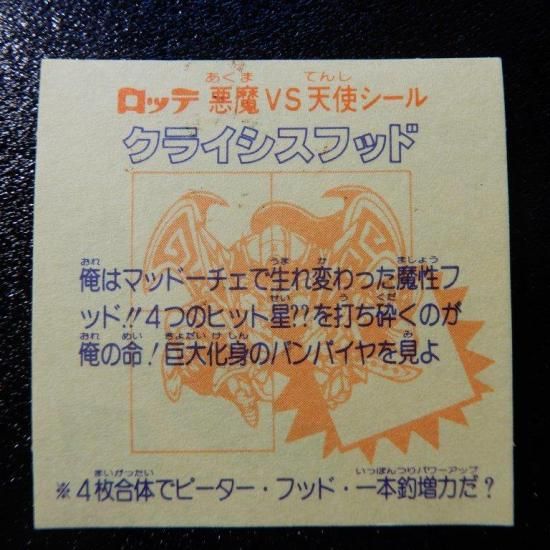 あくま てんし
ロッテ 悪魔VS天使シール
クライシスフッド
おれ うま か ましょう
俺はマッドーチェで生れ変わった魔性フ
せい う くだ
ッド!!4つのヒット星??を打ち砕くのが
おれ めい きょだいけしん み
俺の命!巨大化身のバンパイヤを見よ
まいがったい いっぽんつりパワーアップ
※4枚合体でピーター・フッド・一本釣増力だ?